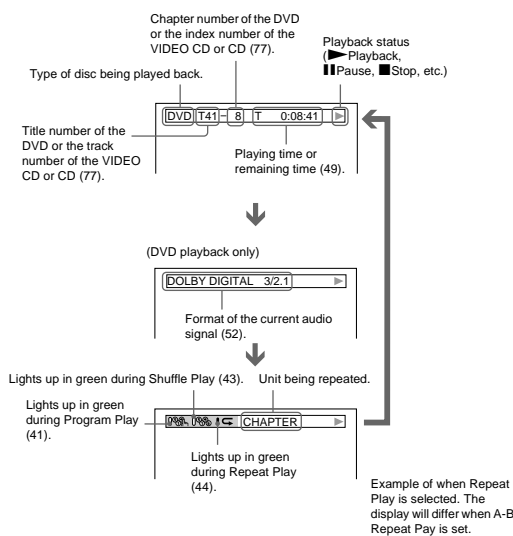 Chapter number of the DVD
or the index number of the
VIDEO CD or CD (77).
Playback status
(▶Playback,
❚❚Pause, ■Stop, etc.)
Type of disc being played back.
DVD T41 - 8 T 0:08:41
Title number of the
DVD or the track
number of the VIDEO
CD or CD (77).
Playing time or
remaining time (49).
(DVD playback only)
DOLBY DIGITAL 3/2.1
Format of the current audio
signal (52).
Lights up in green during Shuffle Play (43).
Unit being repeated.
Lights up in green
during Program Play
(41).
CHAPTER
Lights up in green
during Repeat Play
(44).
Example of when Repeat
Play is selected. The
display will differ when A-B
Repeat Pay is set.